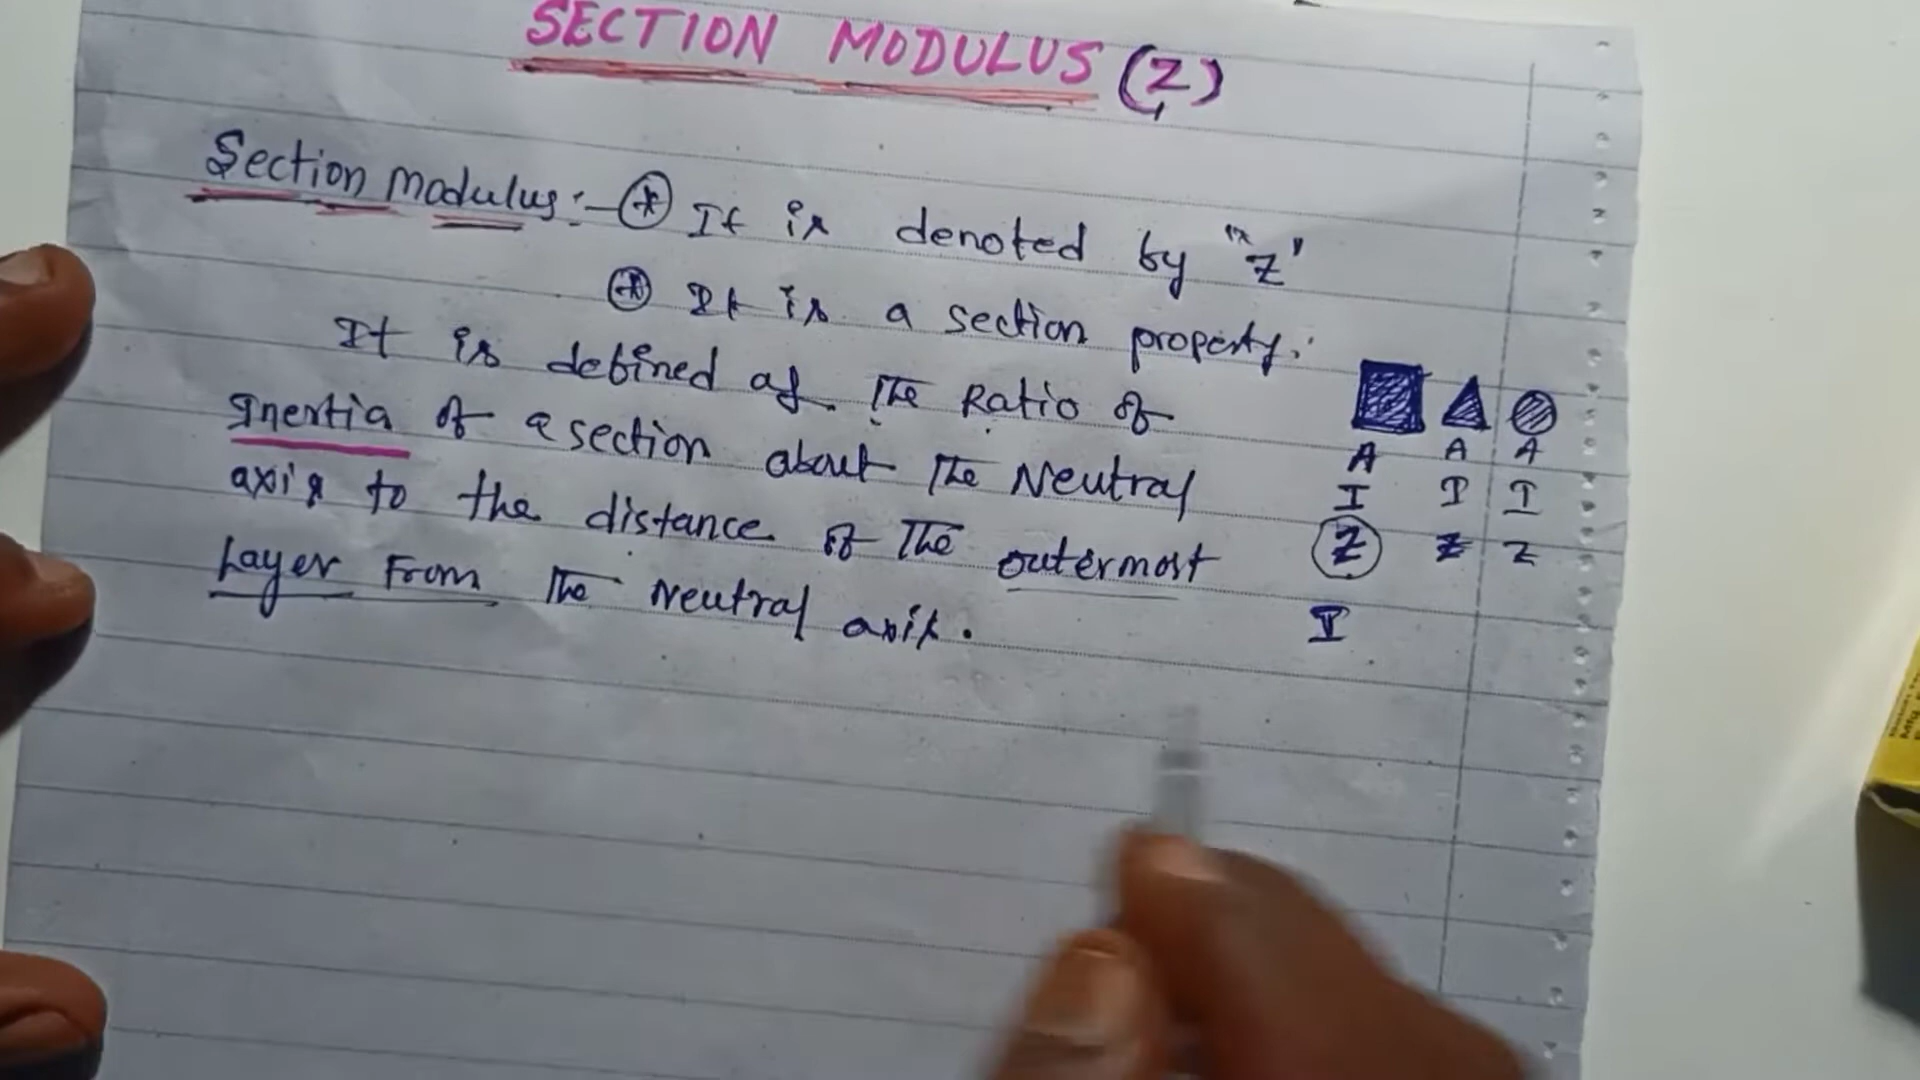 SECTION MODULUS (Z)
Section modulus:- * It is denoted by "Z"
* It is a section property.
It is defined as the Ratio of
Inertia of a section about the Neutral
axis to the distance of the outermost
Layer From the Neutral axis.
A A A
I I I
Z Z Z
I